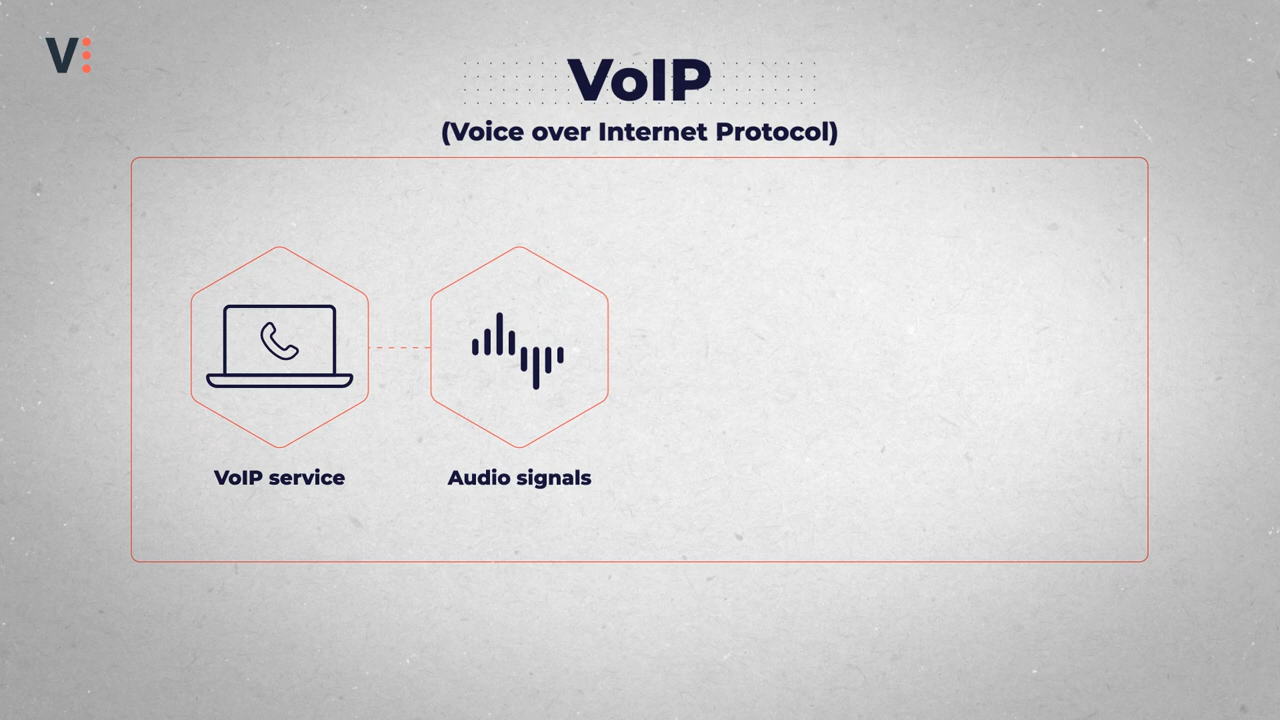 V:
VoIP
(Voice over Internet Protocol)
VoIP service
Audio signals